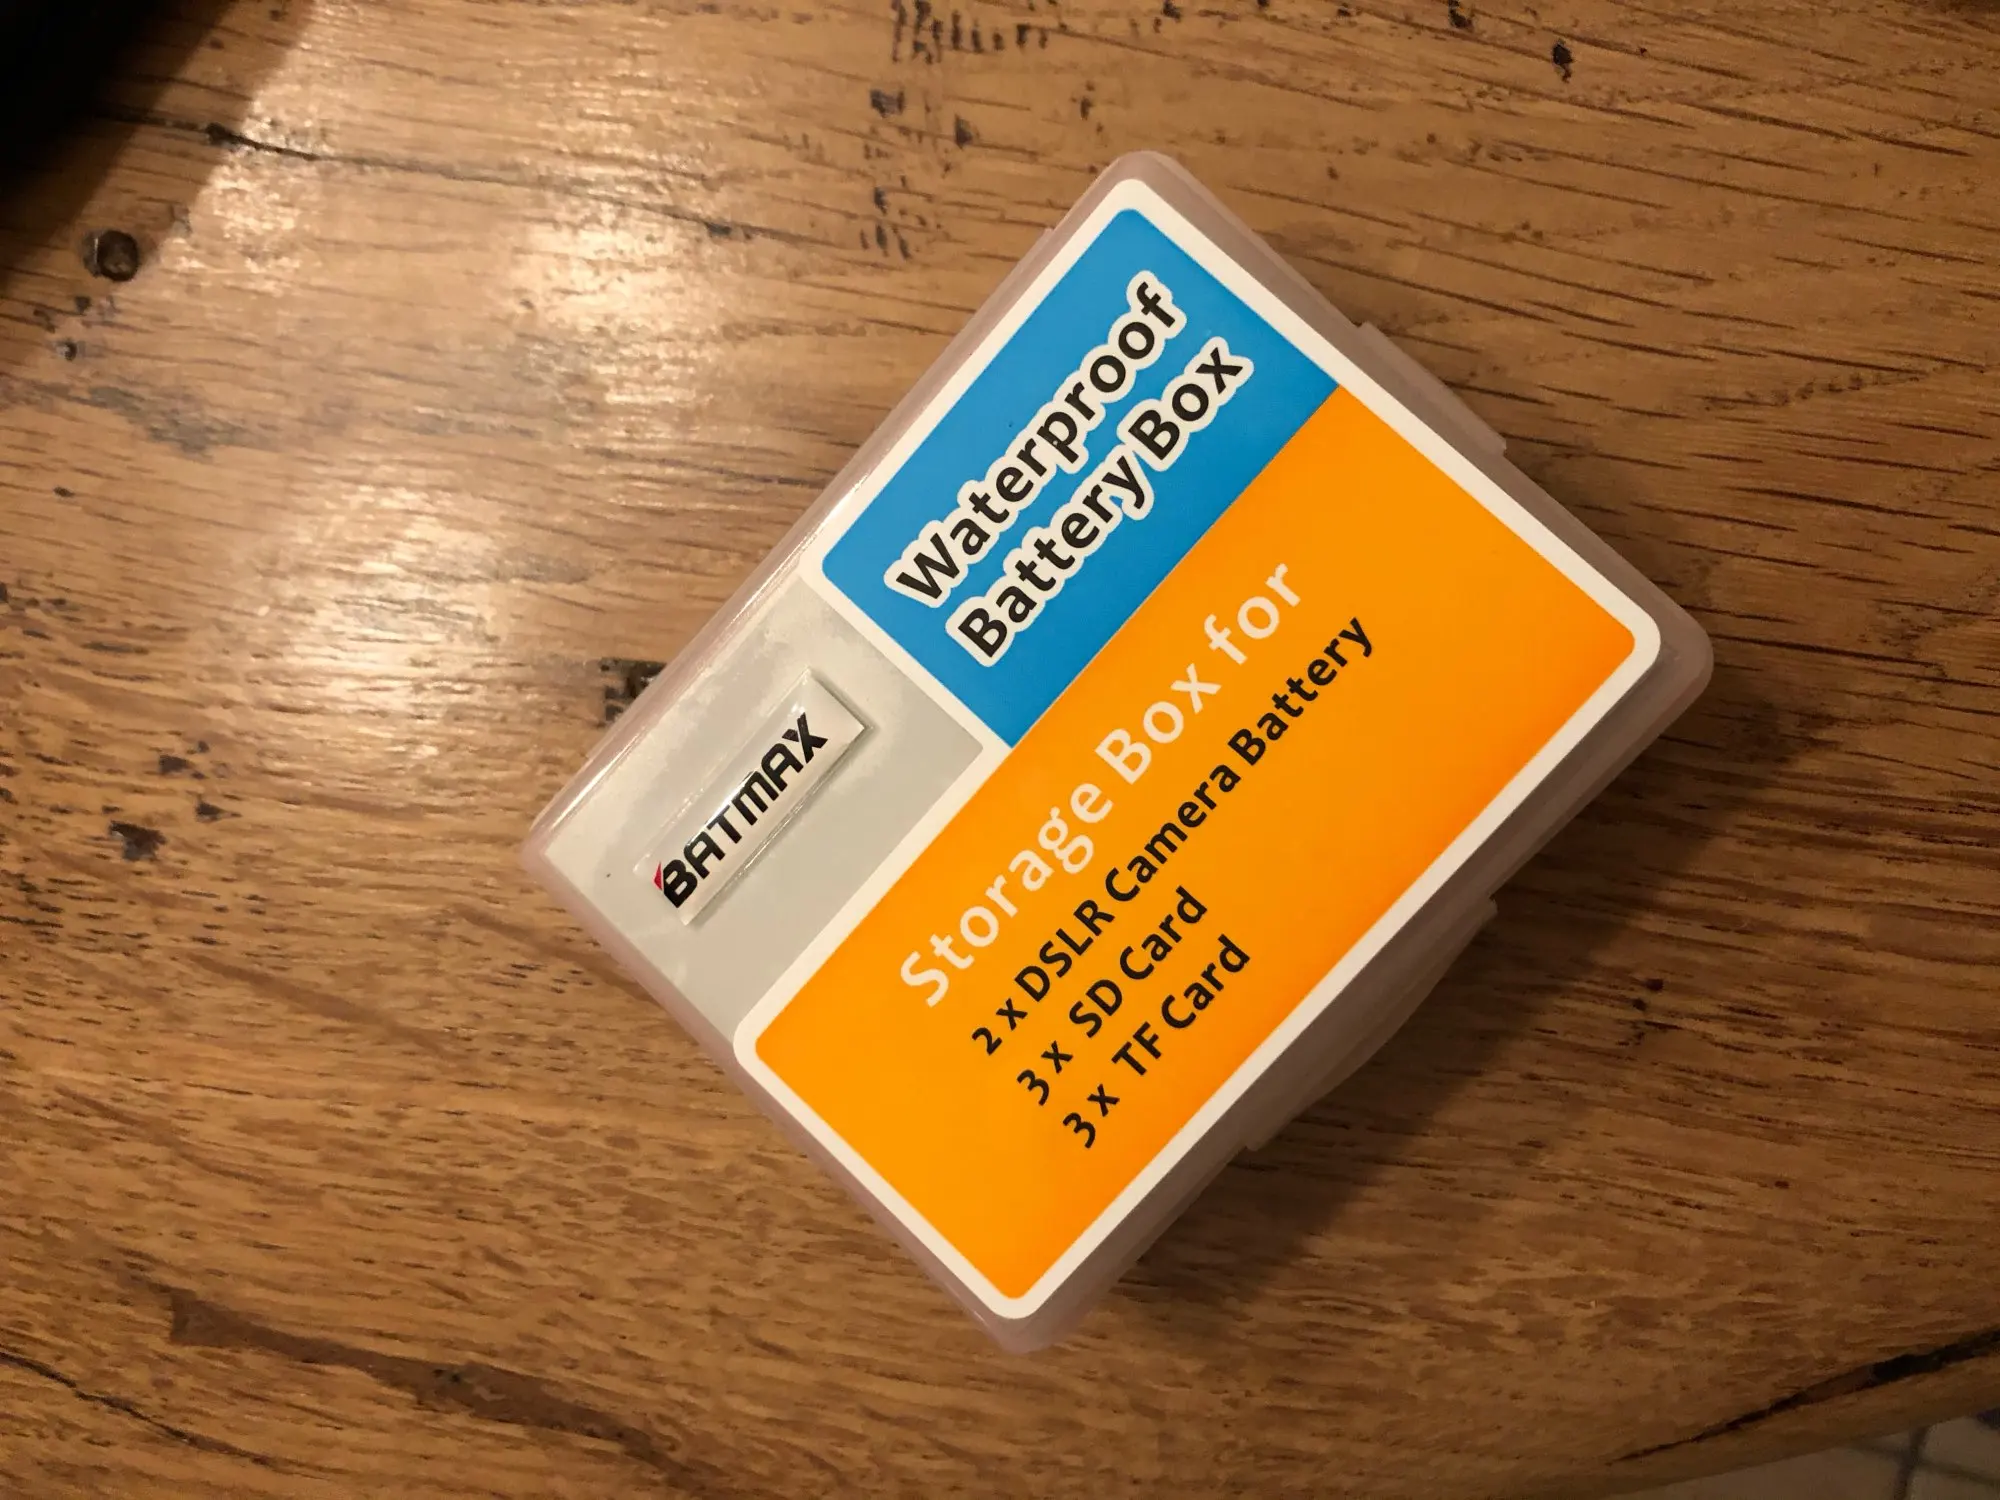 Waterproof
Battery Box
BATMAX
Storage Box for
2 x DSLR Camera Battery
3 x SD Card
3 x TF Card